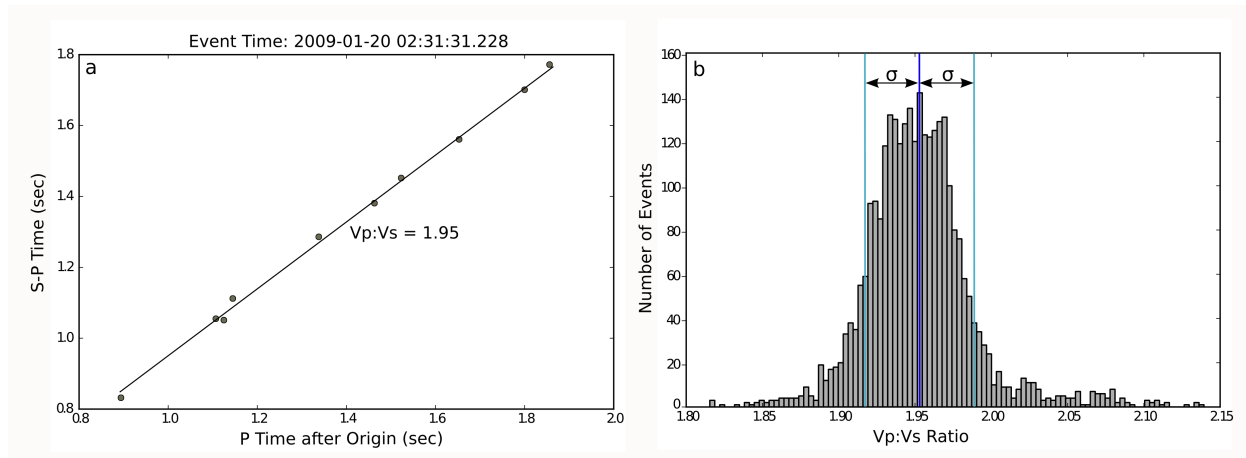 Event Time: 2009-01-20 02:31:31.228
a
1.8
1.6
1.4
1.2
1.0
0.8
S-P Time (sec)
Vp:Vs = 1.95
0.8 1.0 1.2 1.4 1.6 1.8 2.0
P Time after Origin (sec)
b
σ σ
160
140
120
100
80
60
40
20
0
Number of Events
1.80 1.85 1.90 1.95 2.00 2.05 2.10 2.15
Vp:Vs Ratio